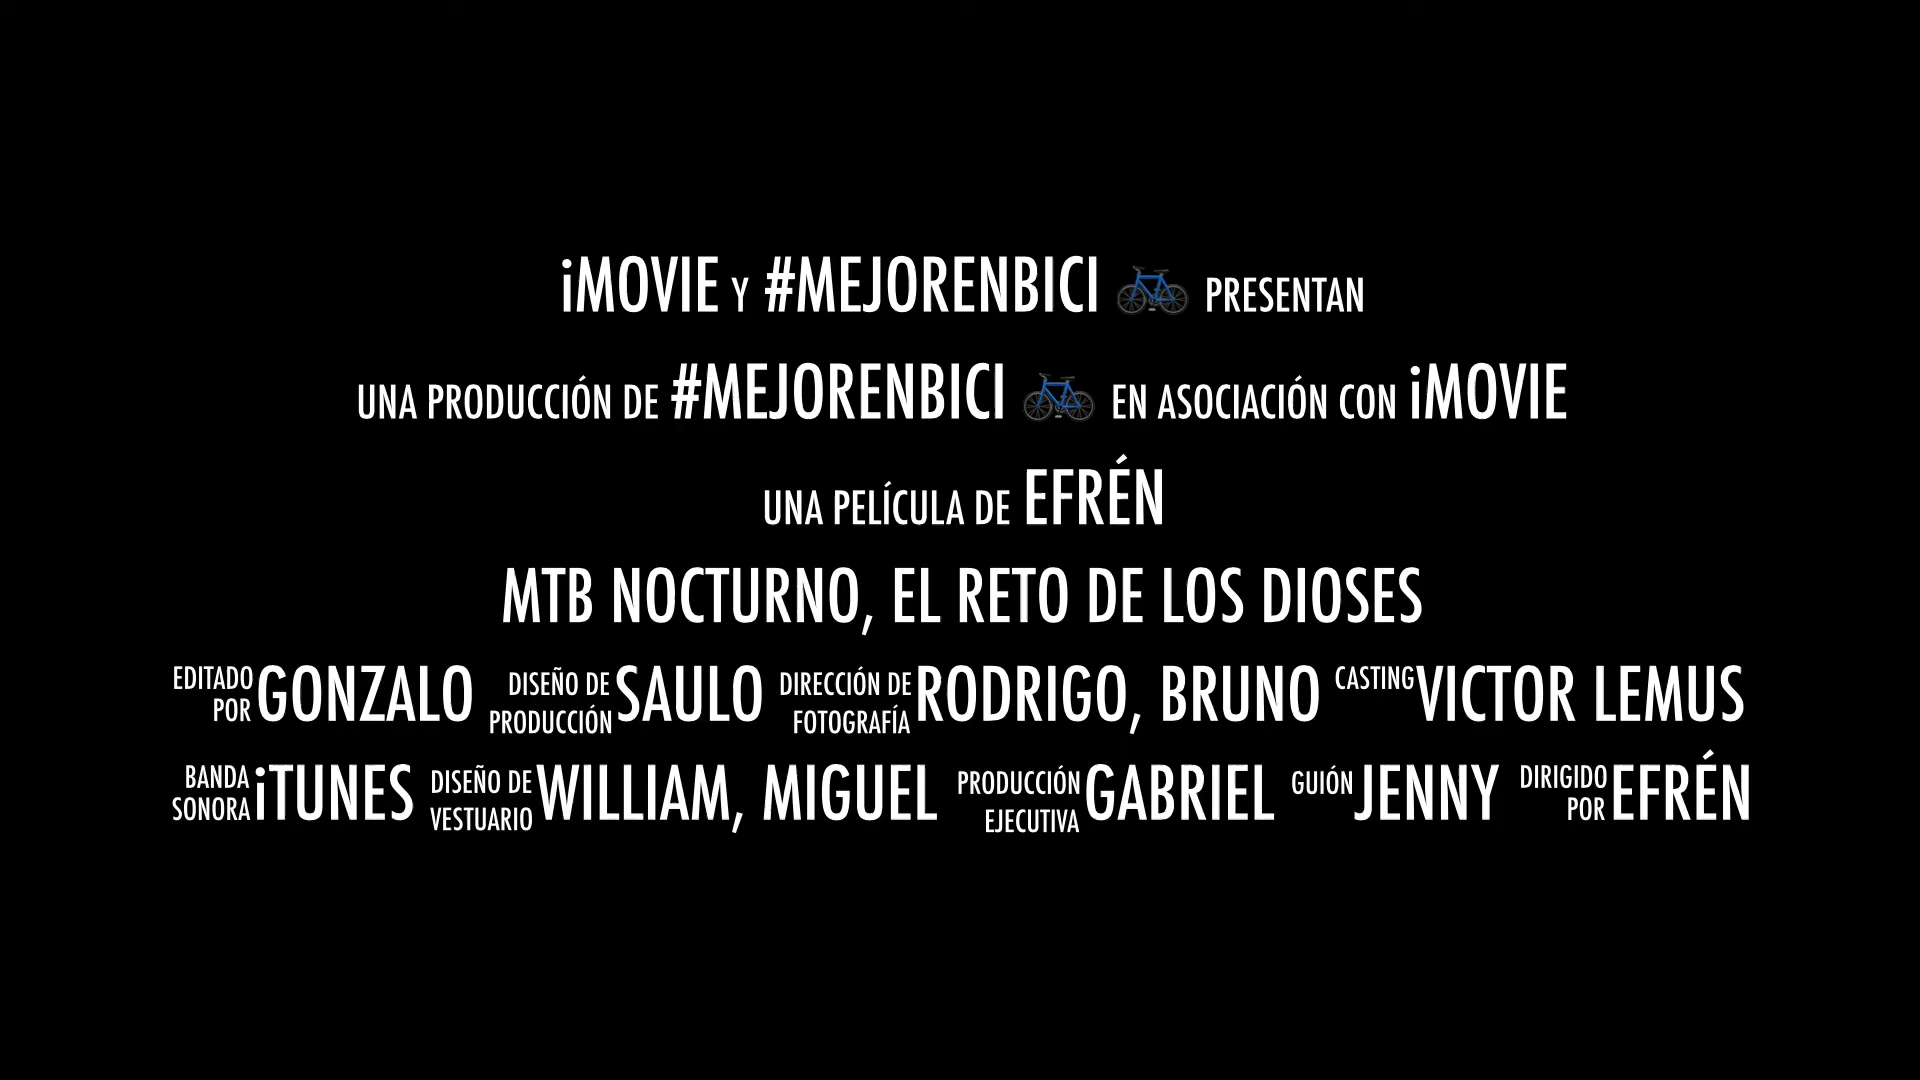 iMOVIE Y #MEJORENBICI 🚲 PRESENTAN
UNA PRODUCCIÓN DE #MEJORENBICI 🚲 EN ASOCIACIÓN CON iMOVIE
UNA PELÍCULA DE EFRÉN
MTB NOCTURNO, EL RETO DE LOS DIOSES
EDITADO POR GONZALO DISEÑO DE PRODUCCIÓN SAULO DIRECCIÓN DE FOTOGRAFÍA RODRIGO, BRUNO CASTING VICTOR LEMUS
BANDA SONORA iTUNES DISEÑO DE VESTUARIO WILLIAM, MIGUEL PRODUCCIÓN EJECUTIVA GABRIEL GUIÓN JENNY DIRIGIDO POR EFRÉN